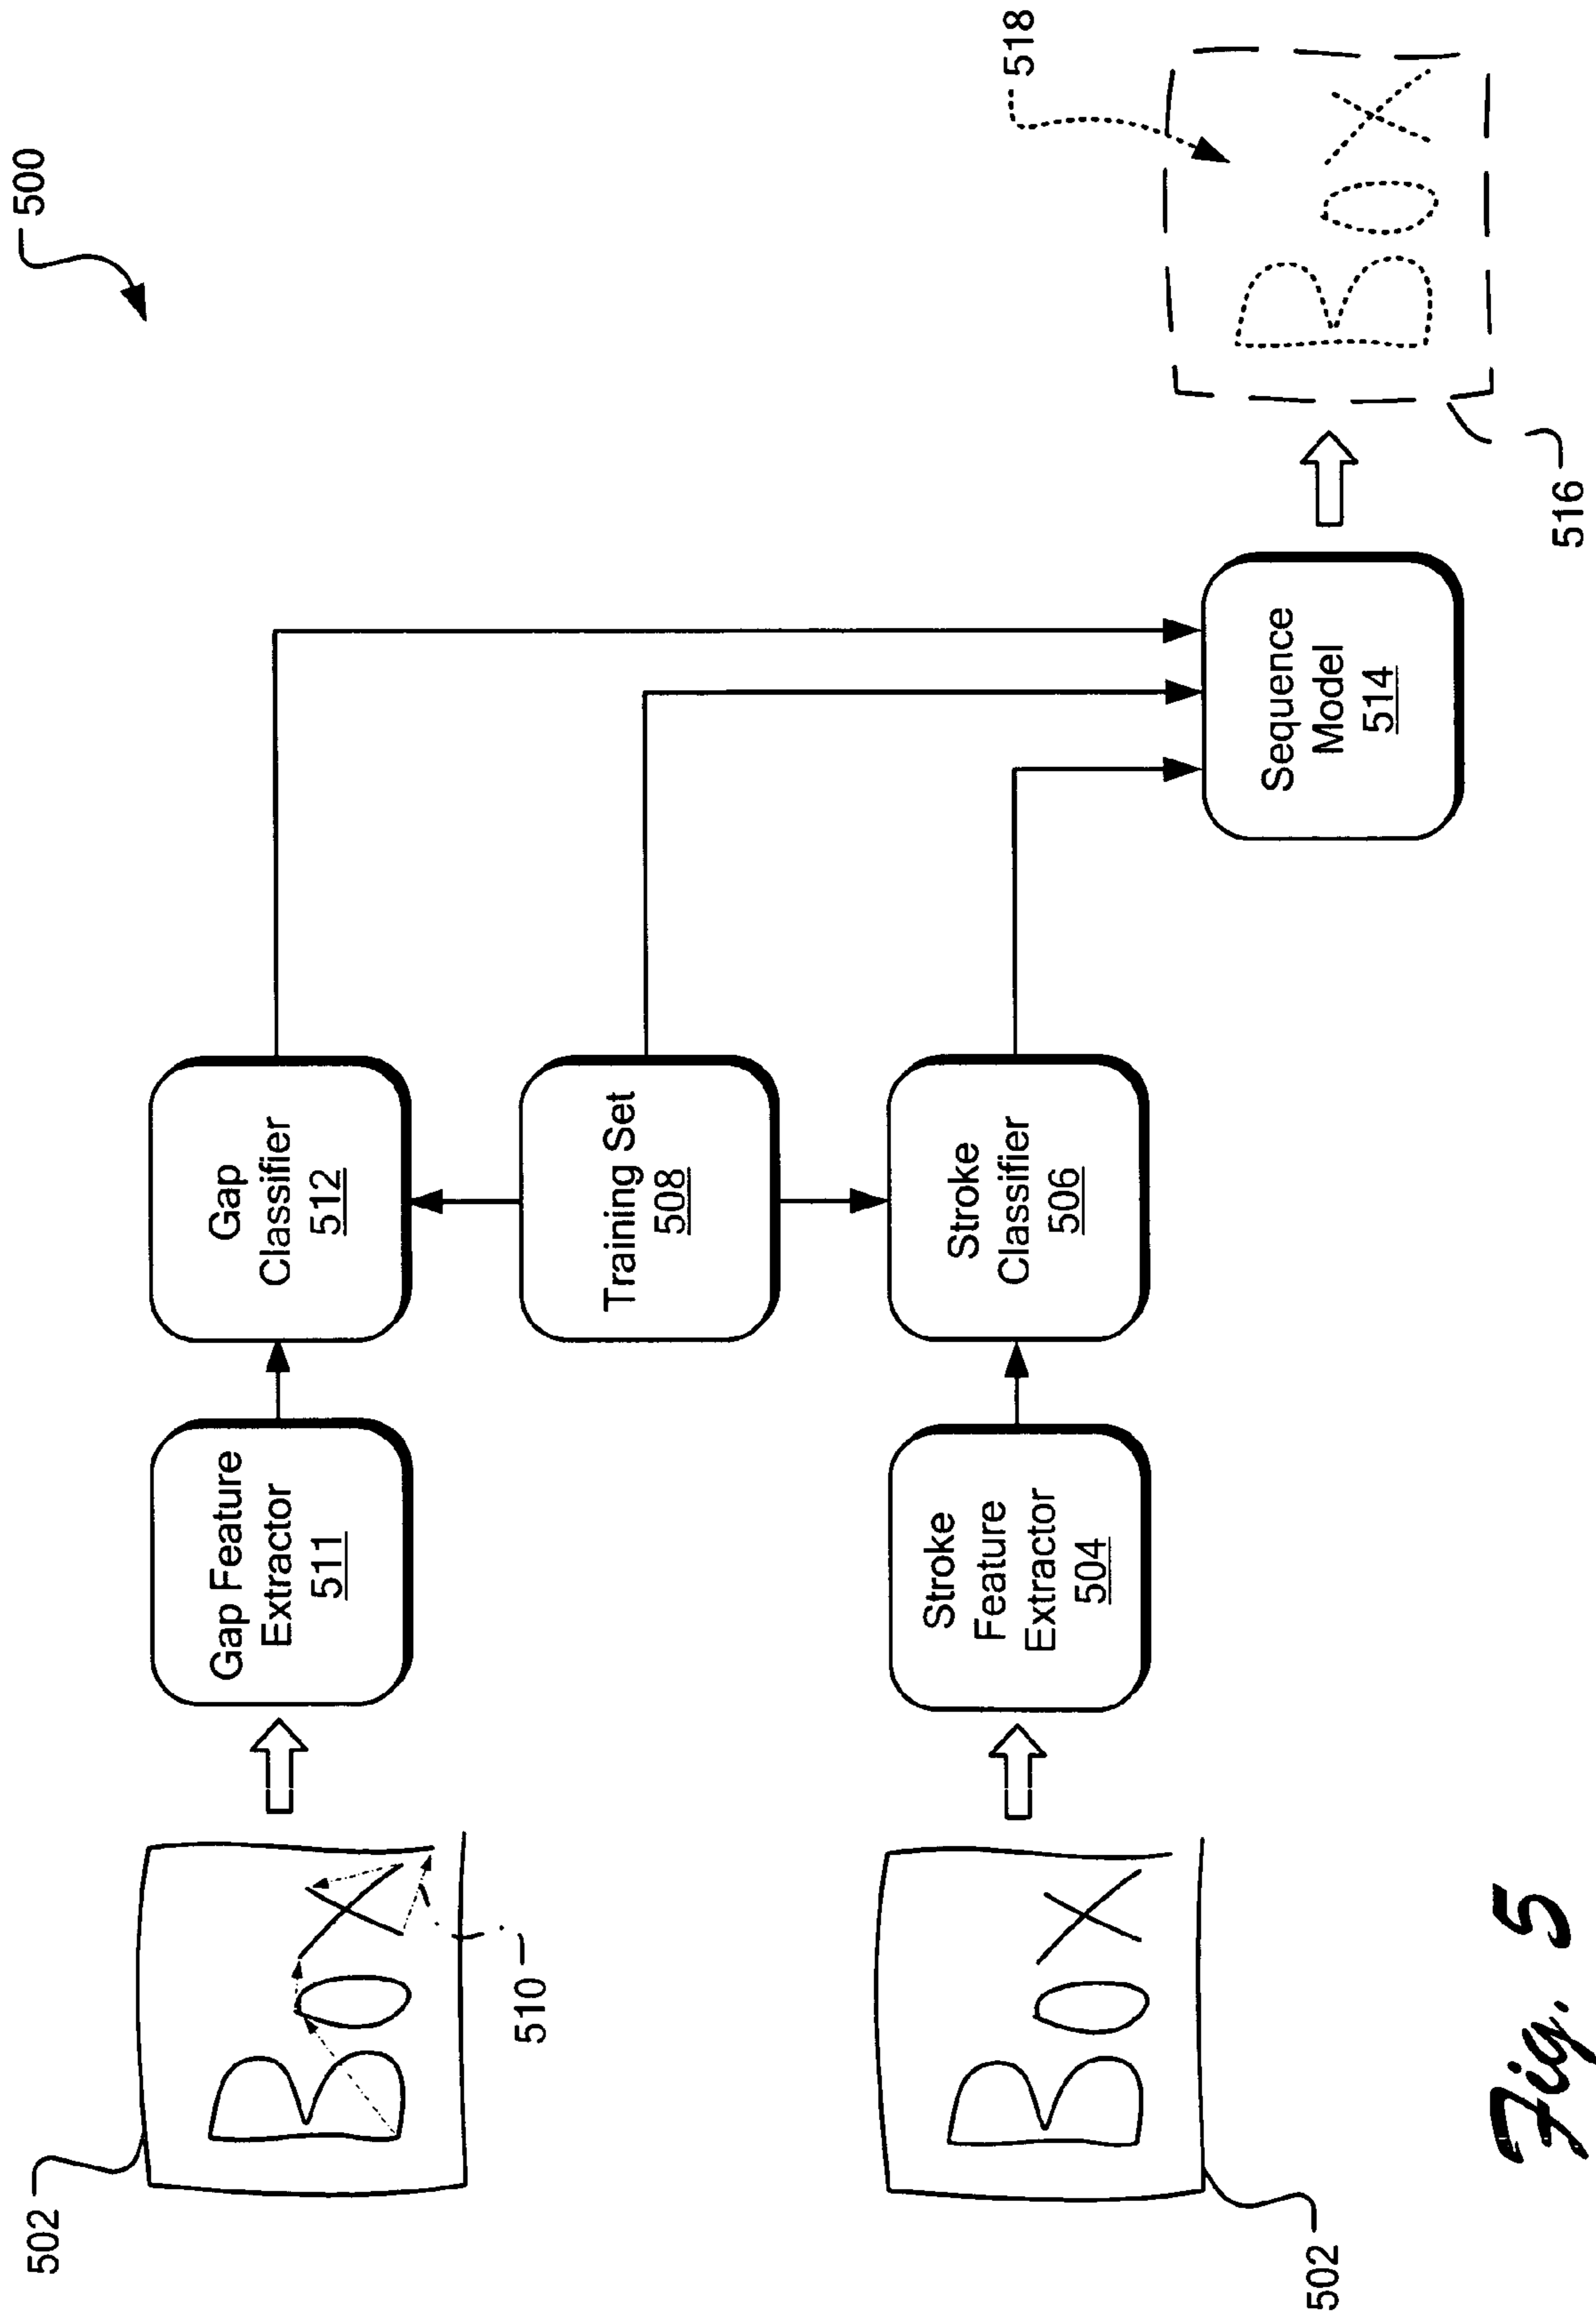 500
502
Box
510
Gap Feature
Extractor
511
Gap
Classifier
512
Training Set
508
Box
502
Stroke
Feature
Extractor
504
Stroke
Classifier
506
Sequence
Model
514
518
Box
516
Fig. 5